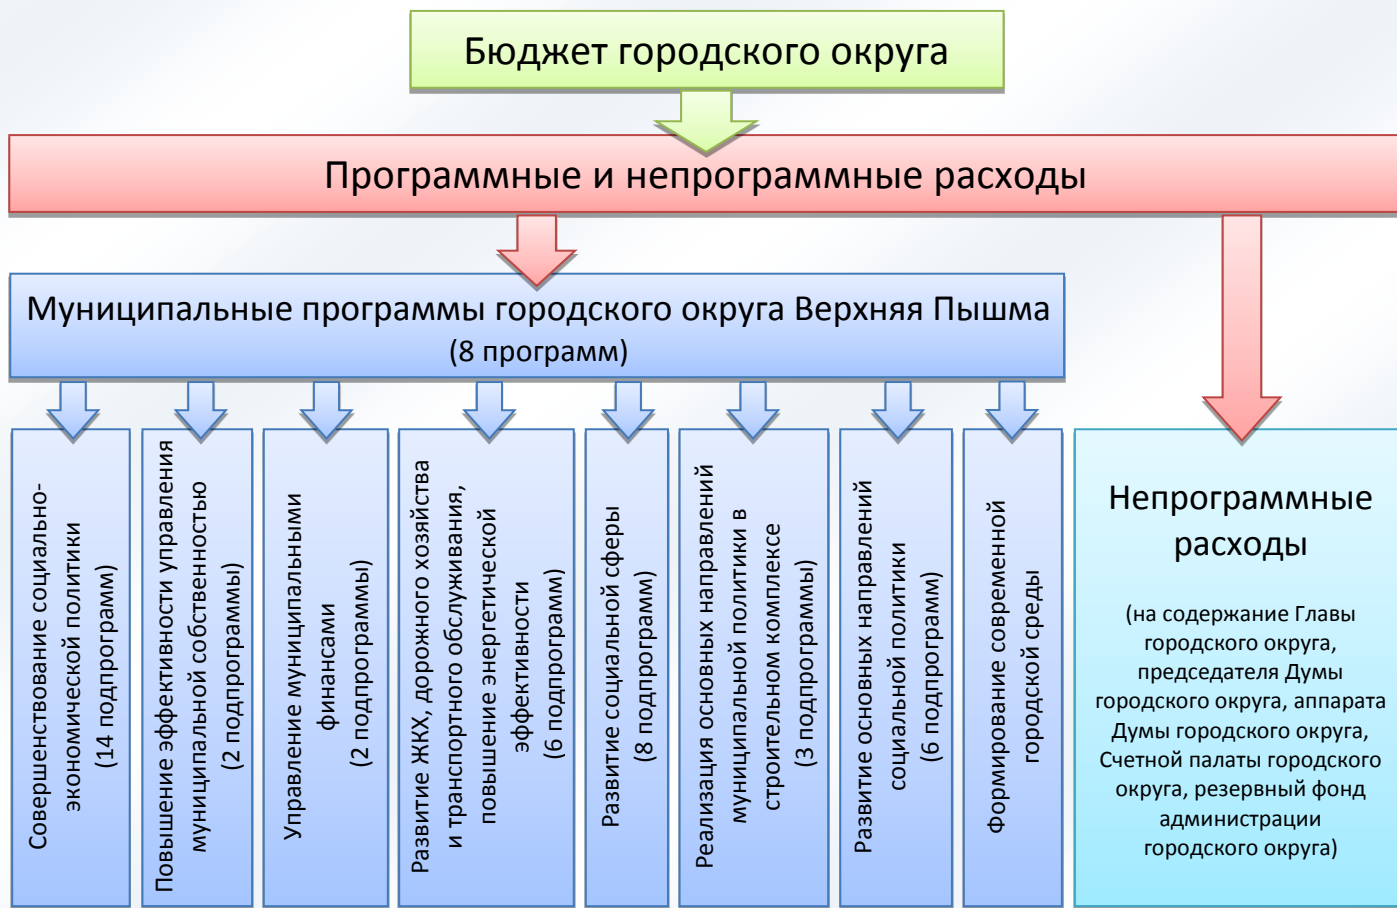 Бюджет городского округа
Программные и непрограммные расходы
Муниципальные программы городского округа Верхняя Пышма
(8 программ)
Совершенствование социально-
экономической политики
(14 подпрограмм)
Повышение эффективности управления
муниципальной собственностью
(2 подпрограммы)
Управление муниципальными
финансами
(2 подпрограммы)
Развитие ЖКХ, дорожного хозяйства
и транспортного обслуживания,
повышение энергетической
эффективности
(6 подпрограмм)
Развитие социальной сферы
(8 подпрограмм)
Реализация основных направлений
муниципальной политики в
строительном комплексе
(3 подпрограммы)
Развитие основных направлений
социальной политики
(6 подпрограмм)
Формирование современной
городской среды
Непрограммные
расходы
(на содержание Главы
городского округа,
председателя Думы
городского округа, аппарата
Думы городского округа,
Счетной палаты городского
округа, резервный фонд
администрации
городского округа)